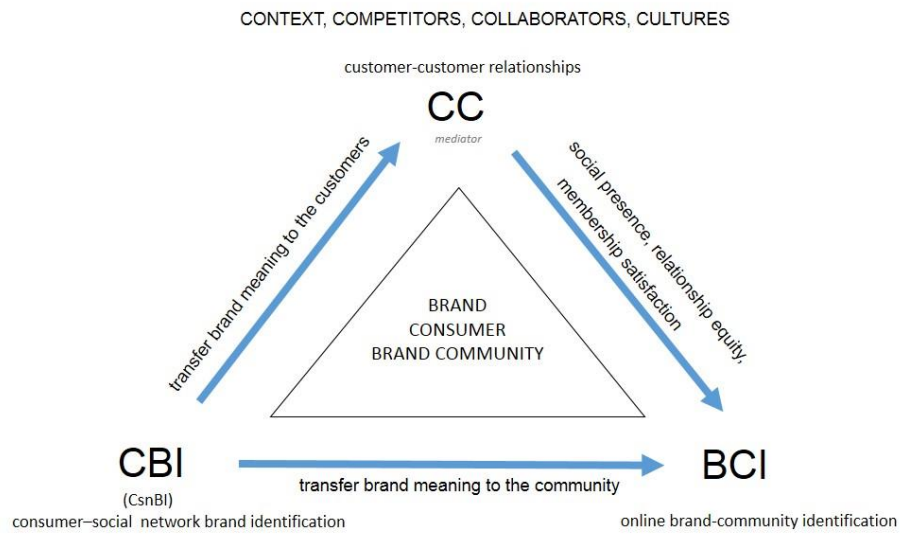 CONTEXT, COMPETITORS, COLLABORATORS, CULTURES
customer-customer relationships
CC
mediator
transfer brand meaning to the customers
social presence, relationship equity,
membership satisfaction
BRAND
CONSUMER
BRAND COMMUNITY
CBI
(CsnBI)
consumer–social network brand identification
transfer brand meaning to the community
BCI
online brand-community identification